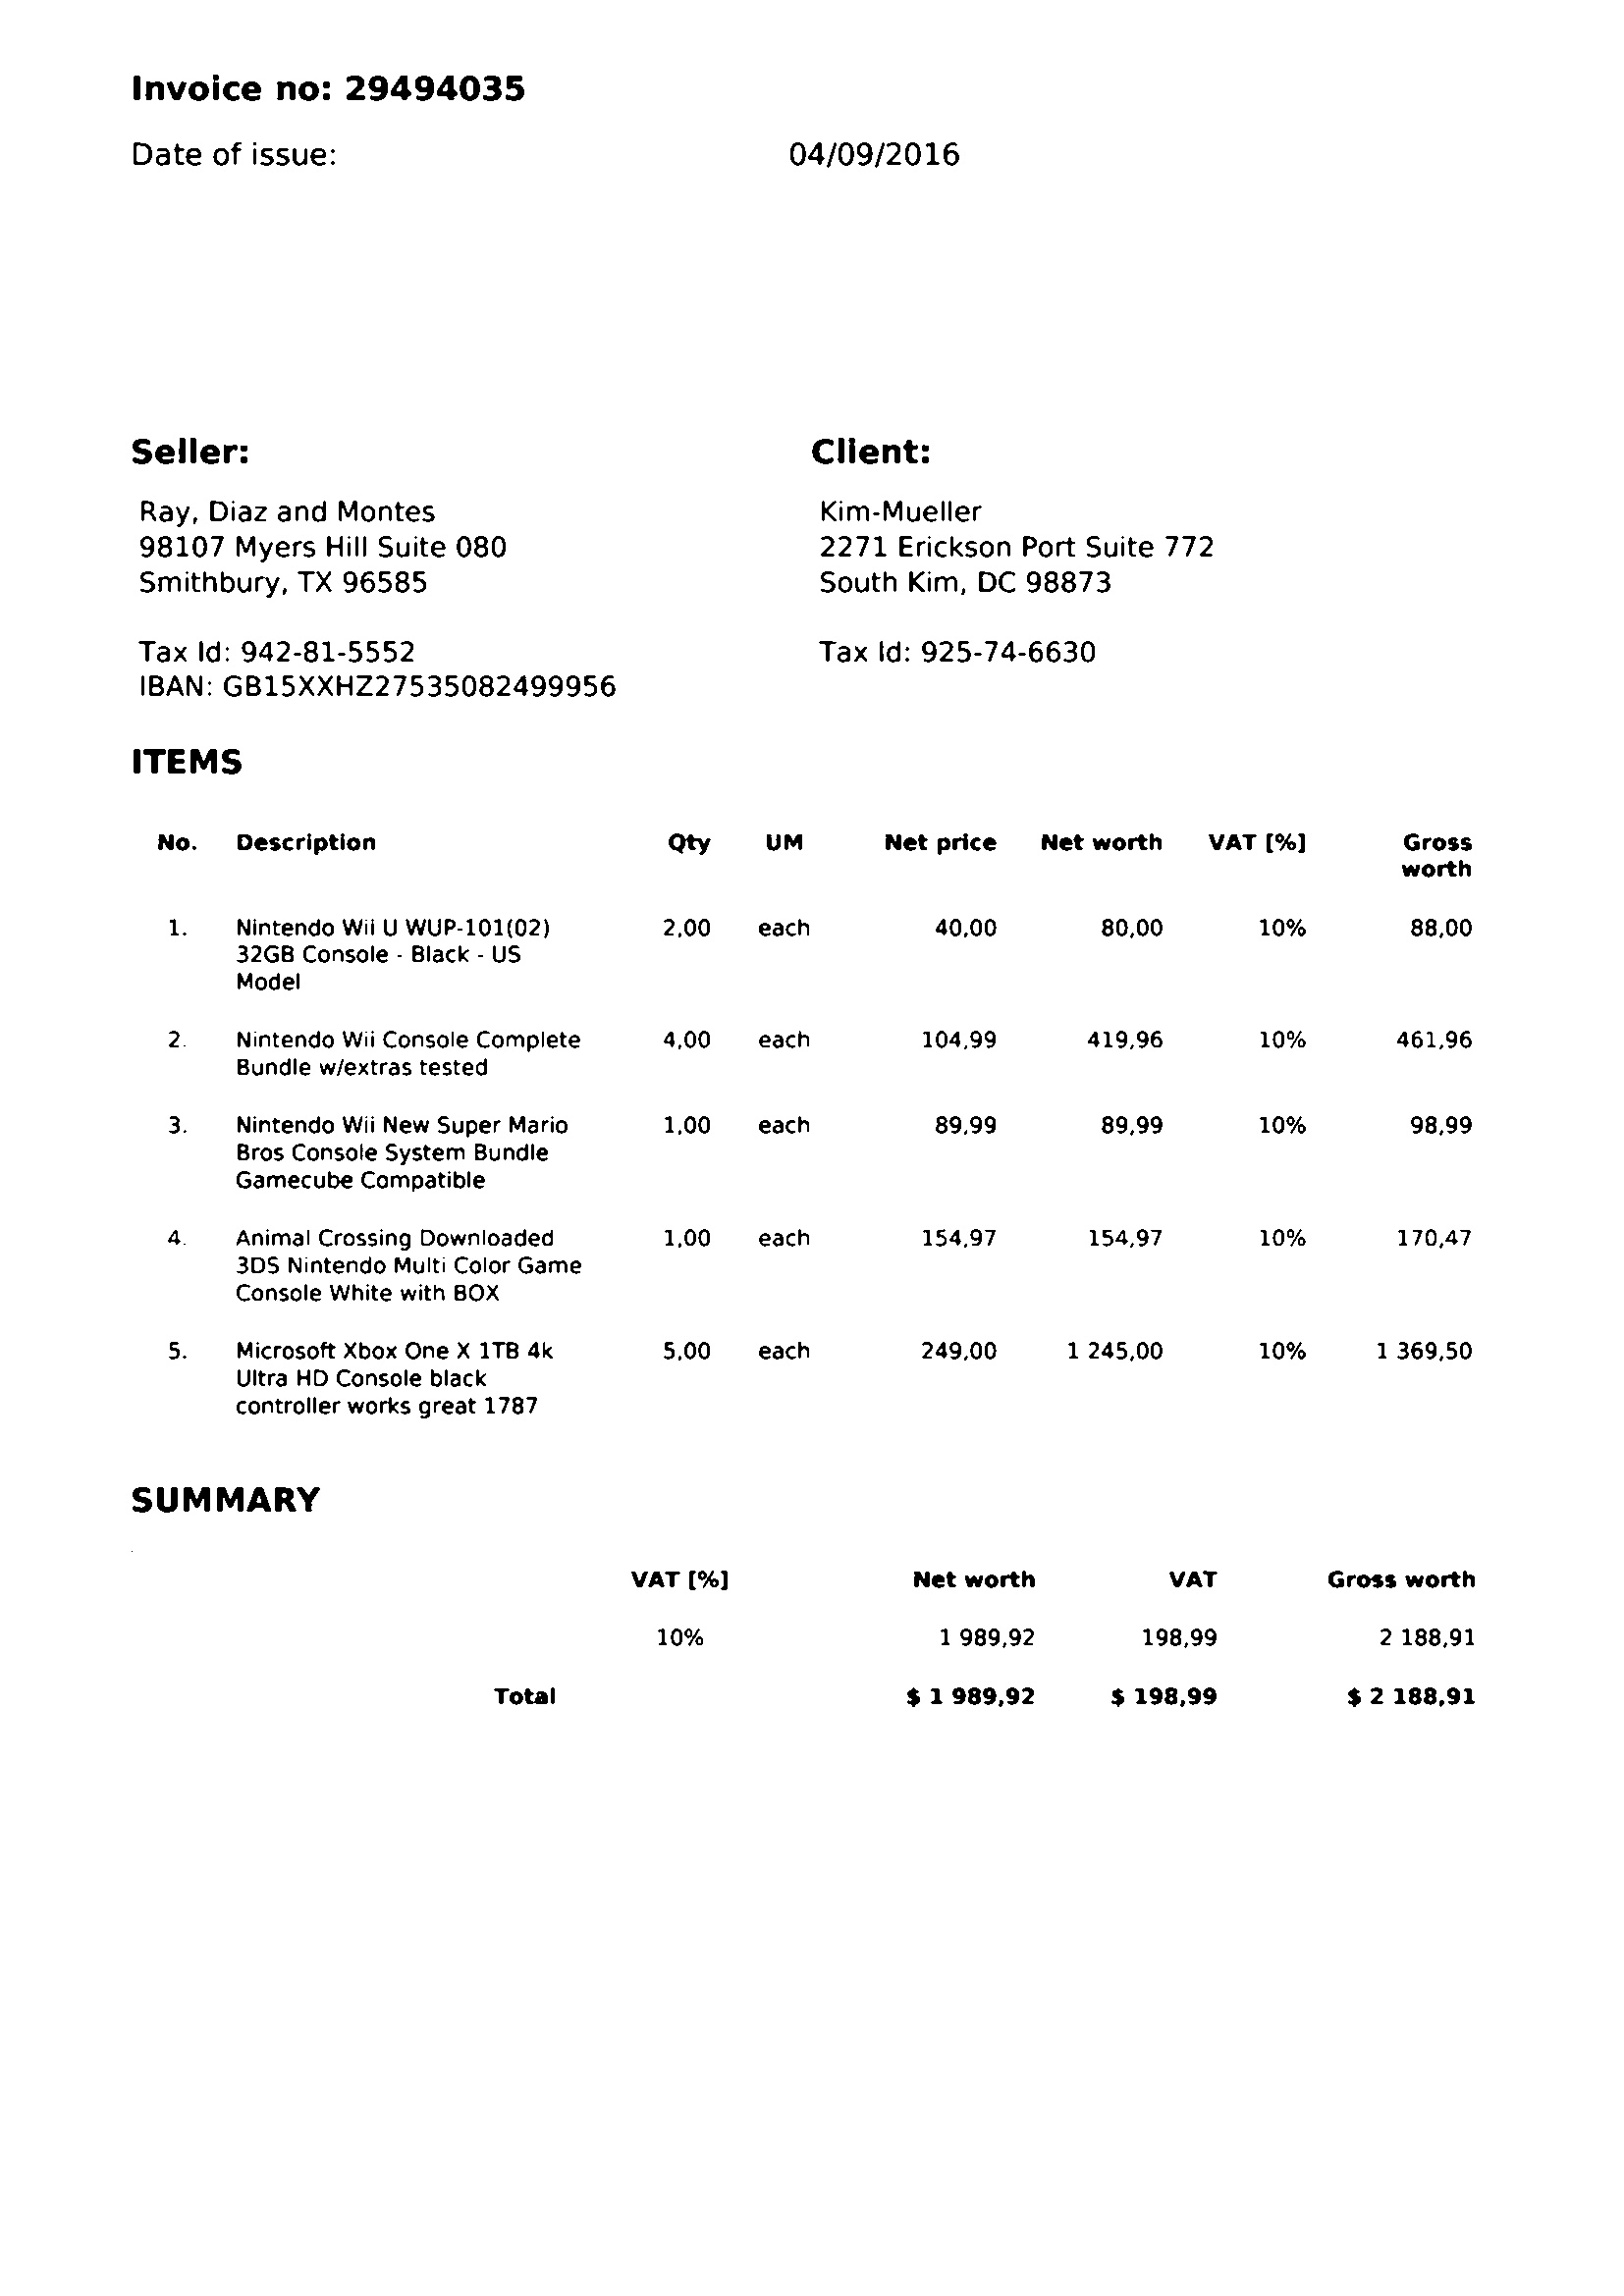 Invoice no: 29494035
Date of issue: 04/09/2016
Seller: Client:
Ray, Diaz and Montes Kim-Mueller
98107 Myers Hill Suite 080 2271 Erickson Port Suite 772
Smithbury, TX 96585 South Kim, DC 98873
Tax Id: 942-81-5552 Tax Id: 925-74-6630
IBAN: GB15XXHZ27535082499956
ITEMS
No. Description Qty UM Net price Net worth VAT [%] Gross
worth
1. Nintendo Wii U WUP-101(02) 2,00 each 40,00 80,00 10% 88,00
32GB Console - Black - US
Model
2. Nintendo Wii Console Complete 4,00 each 104,99 419,96 10% 461,96
Bundle w/extras tested
3. Nintendo Wii New Super Mario 1,00 each 89,99 89,99 10% 98,99
Bros Console System Bundle
Gamecube Compatible
4. Animal Crossing Downloaded 1,00 each 154,97 154,97 10% 170,47
3DS Nintendo Multi Color Game
Console White with BOX
5. Microsoft Xbox One X 1TB 4k 5,00 each 249,00 1 245,00 10% 1 369,50
Ultra HD Console black
controller works great 1787
SUMMARY
VAT [%] Net worth VAT Gross worth
10% 1 989,92 198,99 2 188,91
Total $ 1 989,92 $ 198,99 $ 2 188,91